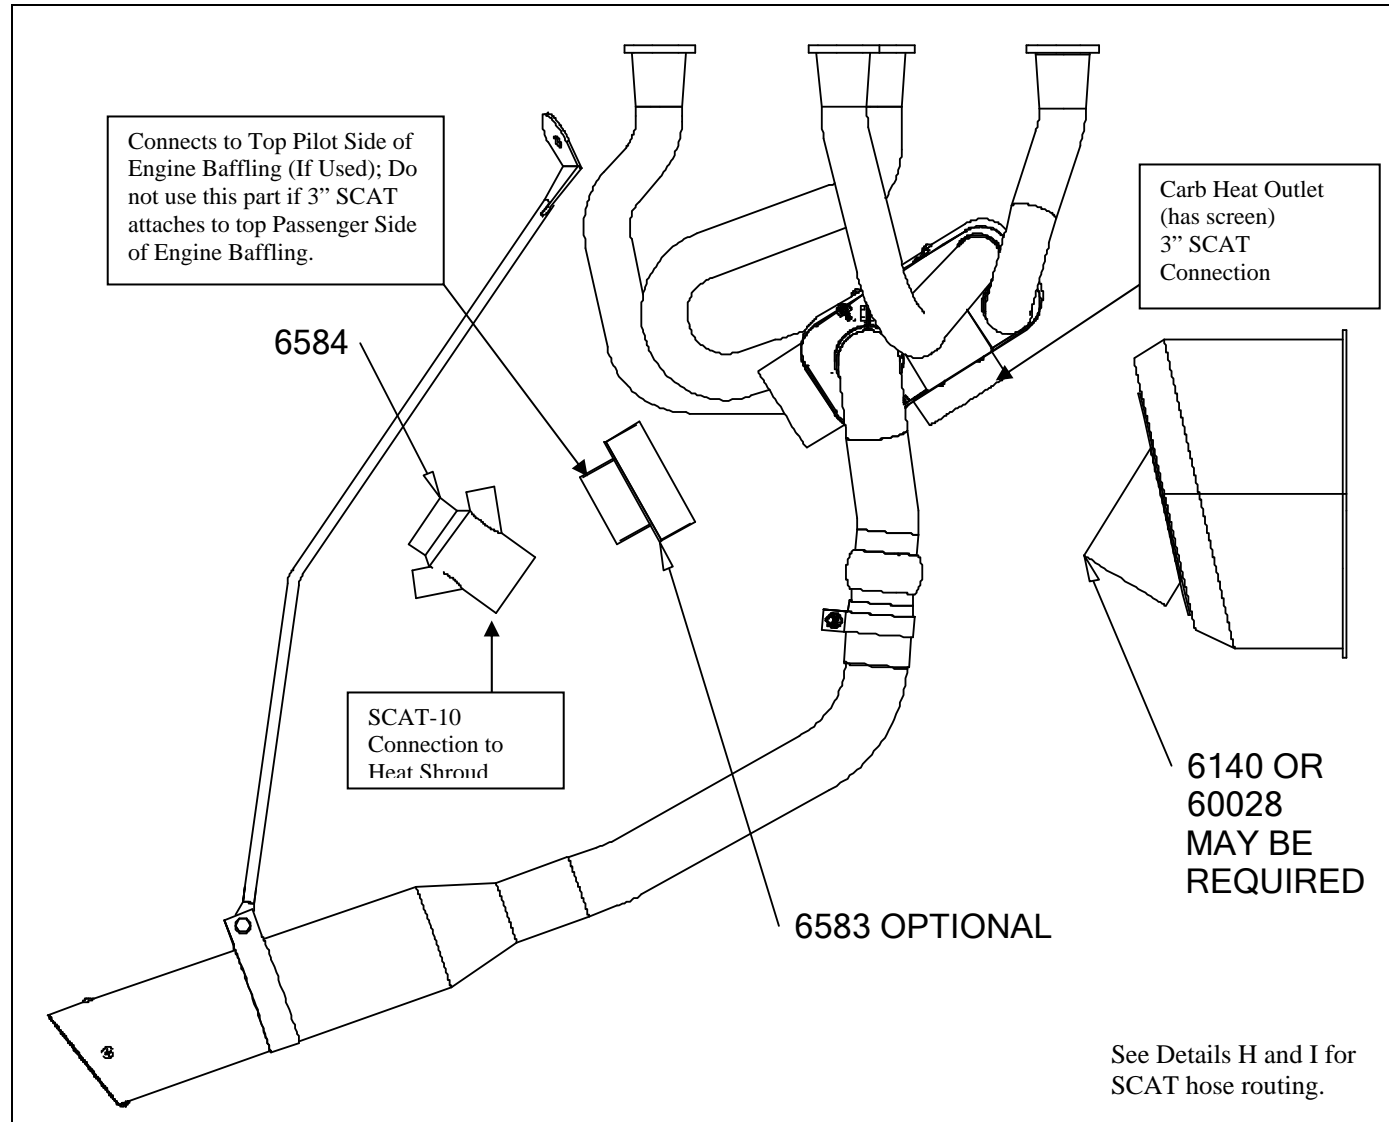 Connects to Top Pilot Side of
Engine Baffling (If Used); Do
not use this part if 3” SCAT
attaches to top Passenger Side
of Engine Baffling.
Carb Heat Outlet
(has screen)
3” SCAT
Connection
6584
SCAT-10
Connection to
Heat Shroud
6140 OR
60028
MAY BE
REQUIRED
6583 OPTIONAL
See Details H and I for
SCAT hose routing.